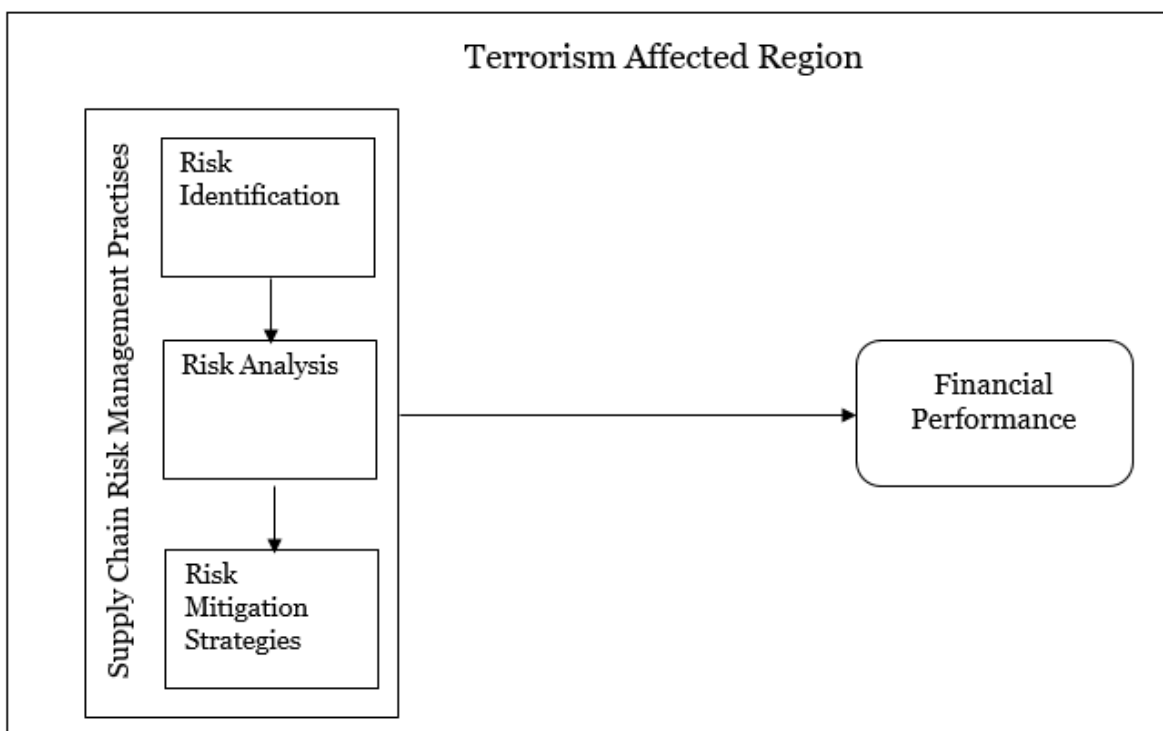 Terrorism Affected Region
Supply Chain Risk Management Practises
Risk
Identification
Risk Analysis
Risk
Mitigation
Strategies
Financial
Performance